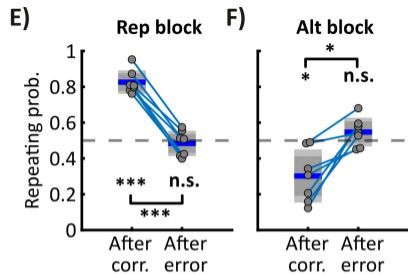 E) Rep block
Repeating prob.
1
0.8
0.6
0.4
0.2
0
*** n.s.
***
After corr.
After error
F) Alt block
*
* n.s.
After corr.
After error